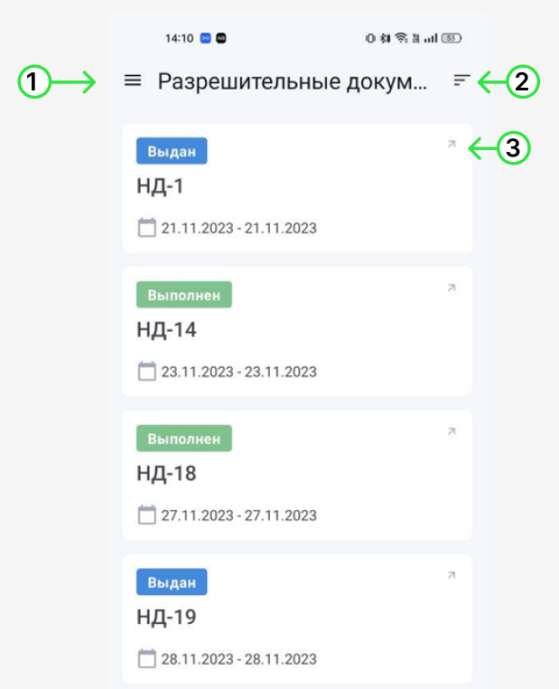 14:10
53
1
Разрешительные докум...
2
Выдан
3
НД-1
21.11.2023 - 21.11.2023
Выполнен
НД-14
23.11.2023 - 23.11.2023
Выполнен
НД-18
27.11.2023 - 27.11.2023
Выдан
НД-19
28.11.2023 - 28.11.2023